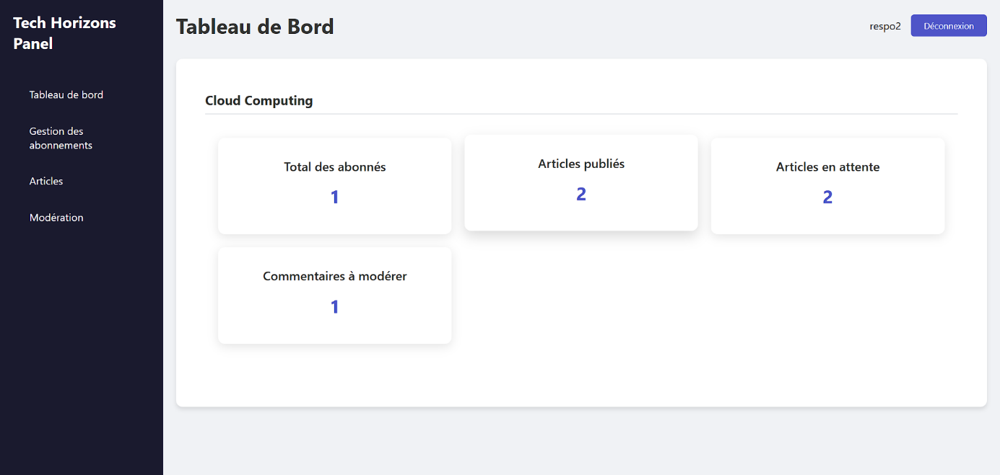 Tech Horizons
Panel
Tableau de bord
Gestion des
abonnements
Articles
Modération
Tableau de Bord
respo2
Déconnexion
Cloud Computing
Total des abonnés
1
Articles publiés
2
Articles en attente
2
Commentaires à modérer
1